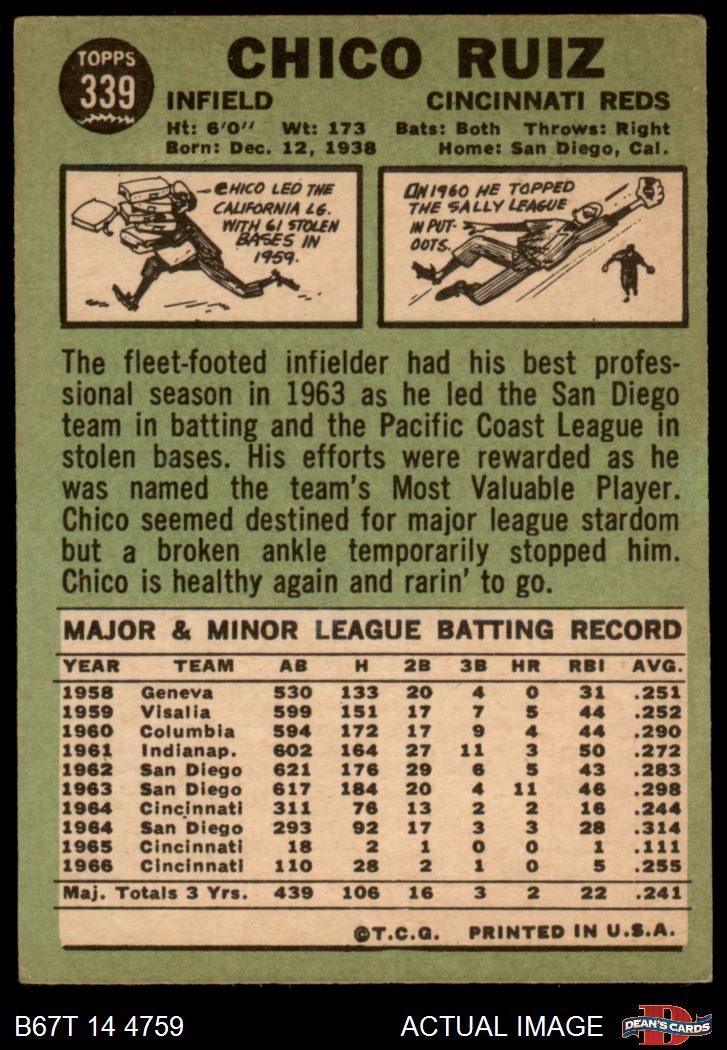 TOPPS
339
CHICO RUIZ
INFIELD CINCINNATI REDS
Ht: 6'0" Wt: 173 Bats: Both Throws: Right
Born: Dec. 12, 1938 Home: San Diego, Cal.
CHICO LED THE
CALIFORNIA LG.
WITH 61 STOLEN
BASES IN
1959.
IN 1960 HE TOPPED
THE SALLY LEAGUE
IN PUT-
OUTS.
The fleet-footed infielder had his best profes-
sional season in 1963 as he led the San Diego
team in batting and the Pacific Coast League in
stolen bases. His efforts were rewarded as he
was named the team's Most Valuable Player.
Chico seemed destined for major league stardom
but a broken ankle temporarily stopped him.
Chico is healthy again and rarin' to go.
MAJOR & MINOR LEAGUE BATTING RECORD
YEAR TEAM AB H 2B 3B HR RBI AVG.
1958 Geneva 530 133 20 4 0 31 .251
1959 Visalia 599 151 17 7 5 44 .252
1960 Columbia 594 172 17 9 4 44 .290
1961 Indianap. 602 164 27 11 3 50 .272
1962 San Diego 621 176 29 6 5 43 .283
1963 San Diego 617 184 20 4 11 46 .298
1964 Cincinnati 311 76 13 2 2 16 .244
1964 San Diego 293 92 17 3 3 28 .314
1965 Cincinnati 18 2 1 0 0 1 .111
1966 Cincinnati 110 28 2 1 0 5 .255
Maj. Totals 3 Yrs. 439 106 16 3 2 22 .241
©T.C.G. PRINTED IN U.S.A.
B67T 14 4759 ACTUAL IMAGE
D
DEAN'S CARDS